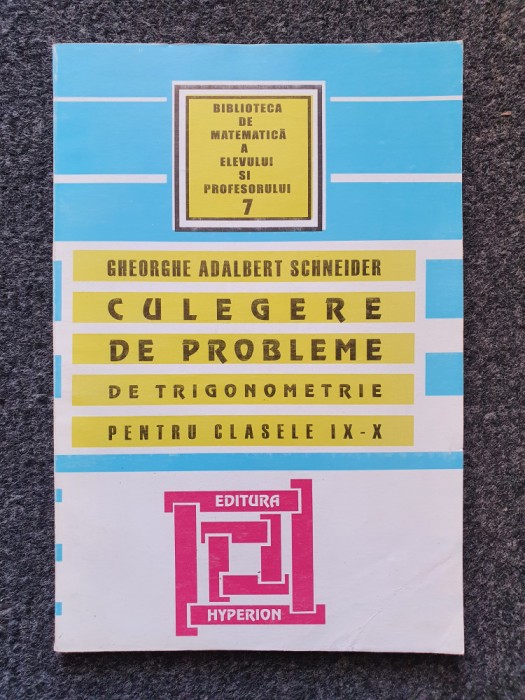 BIBLIOTECA
DE
MATEMATICĂ
A
ELEVULUI
SI
PROFESORULUI
7
GHEORGHE ADALBERT SCHNEIDER
CULEGERE
DE PROBLEME
DE TRIGONOMETRIE
PENTRU CLASELE IX-X
EDITURA
HYPERION